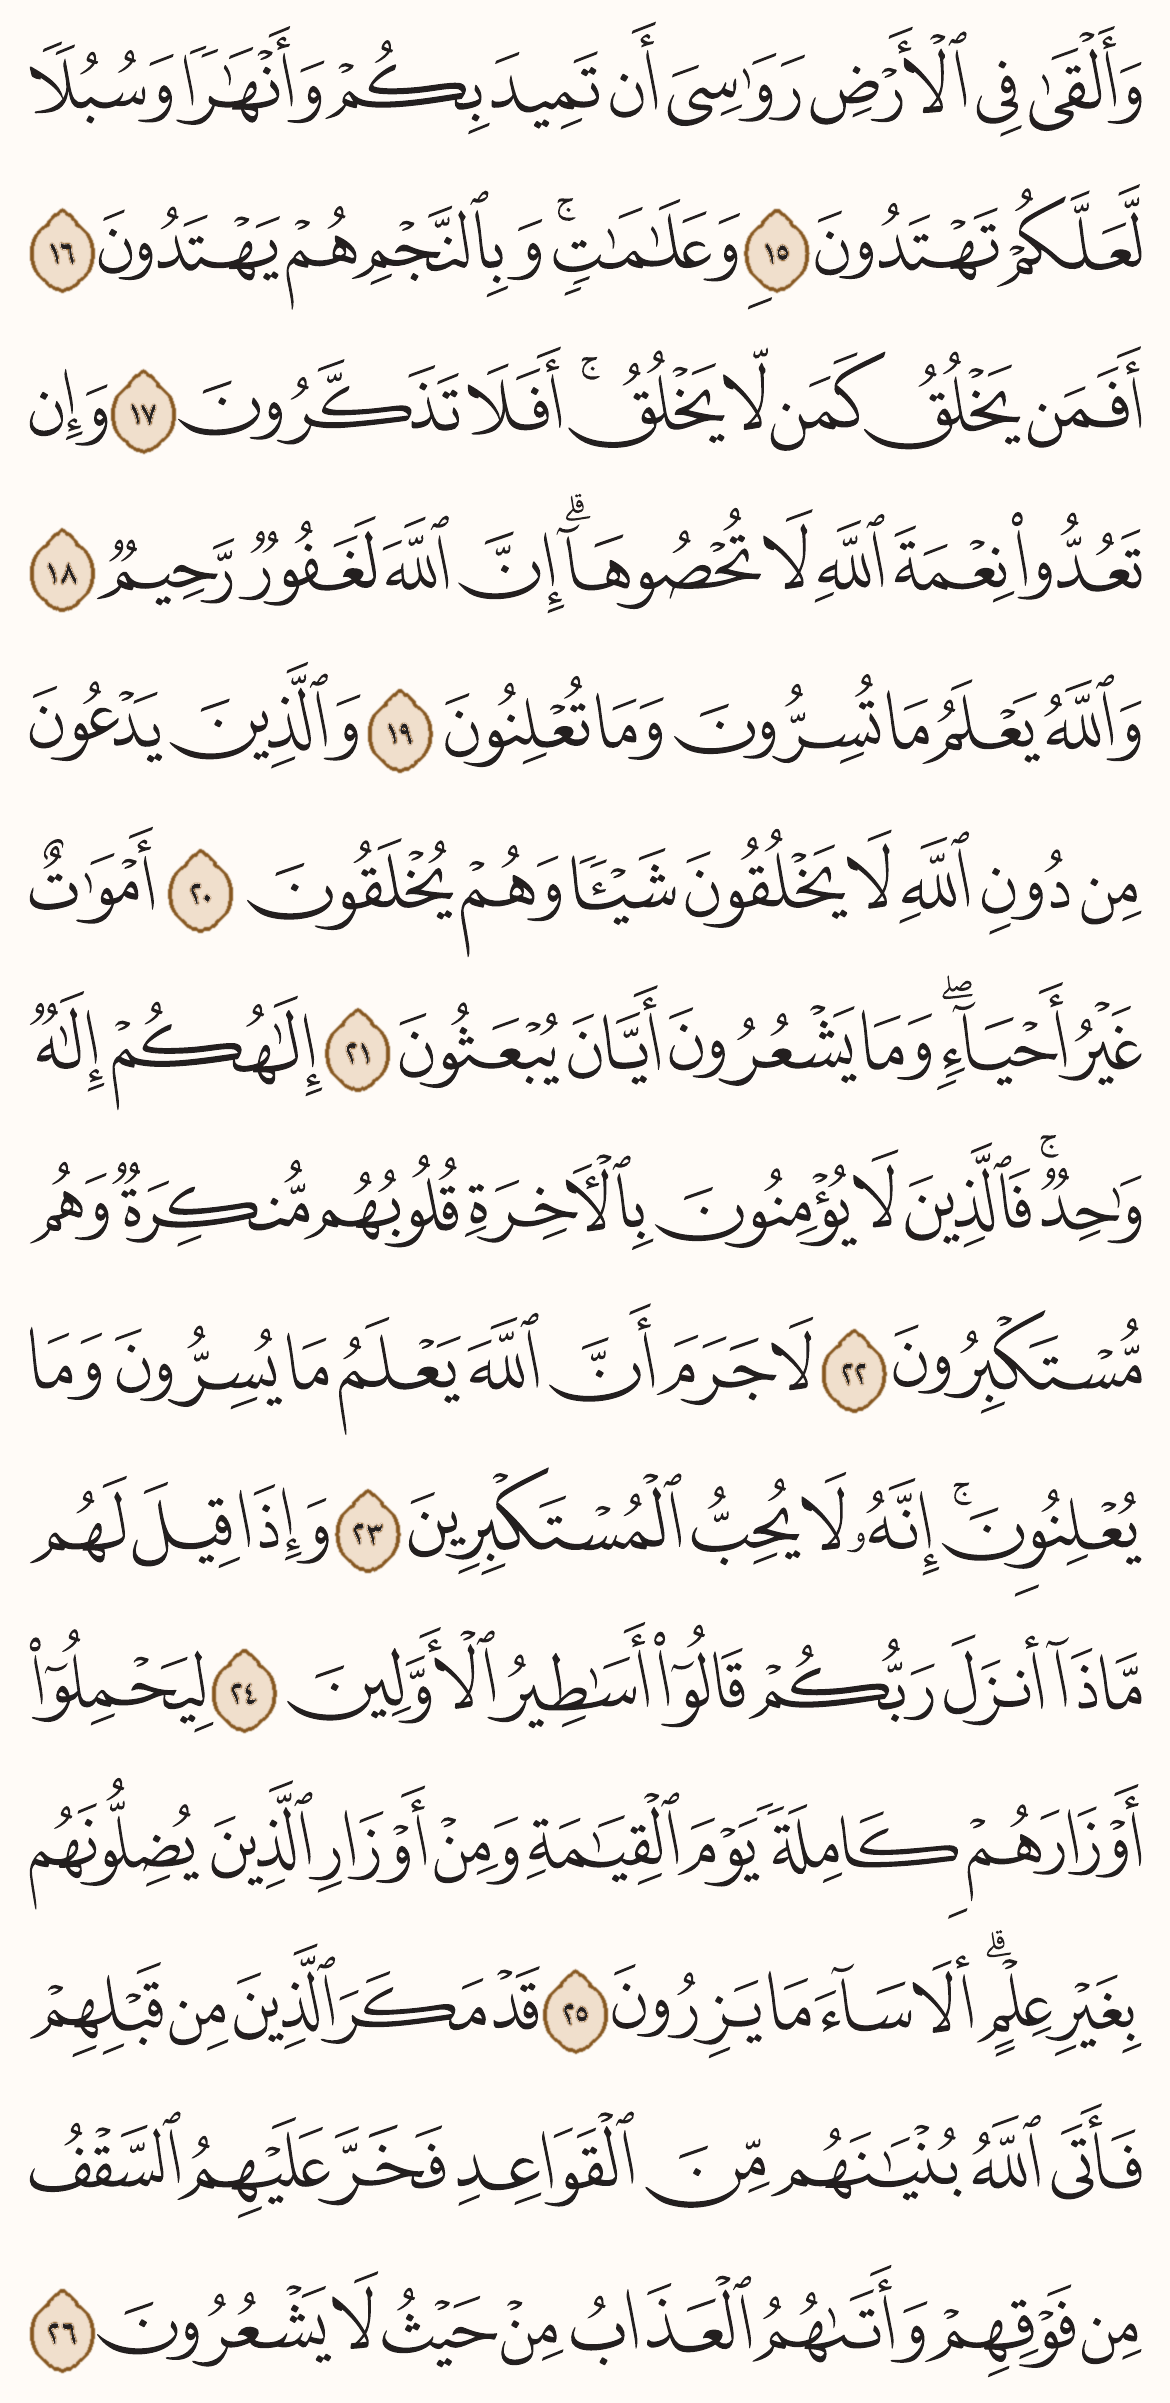 وَأَلْقَىٰ فِى ٱلْأَرْضِ رَوَٰسِىَ أَن تَمِيدَ بِكُمْ وَأَنْهَٰرًا وَسُبُلًا
لَّعَلَّكُمْ تَهْتَدُونَ ١٥ وَعَلَٰمَٰتٍ ۚ وَبِٱلنَّجْمِ هُمْ يَهْتَدُونَ ١٦
أَفَمَن يَخْلُقُ كَمَن لَّا يَخْلُقُ ۚ أَفَلَا تَذَكَّرُونَ ١٧ وَإِن
تَعُدُّوا۟ نِعْمَةَ ٱللَّهِ لَا تُحْصُوهَآ ۗ إِنَّ ٱللَّهَ لَغَفُورٌ رَّحِيمٌ ١٨
وَٱللَّهُ يَعْلَمُ مَا تُسِرُّونَ وَمَا تُعْلِنُونَ ١٩ وَٱلَّذِينَ يَدْعُونَ
مِن دُونِ ٱللَّهِ لَا يَخْلُقُونَ شَيْـًٔا وَهُمْ يُخْلَقُونَ ٢٠ أَمْوَٰتٌ
غَيْرُ أَحْيَآءٍ ۖ وَمَا يَشْعُرُونَ أَيَّانَ يُبْعَثُونَ ٢١ إِلَٰهُكُمْ إِلَٰهٌ
وَٰحِدٌ ۚ فَٱلَّذِينَ لَا يُؤْمِنُونَ بِٱلْـَٔاخِرَةِ قُلُوبُهُم مُّنكِرَةٌ وَهُم
مُّسْتَكْبِرُونَ ٢٢ لَا جَرَمَ أَنَّ ٱللَّهَ يَعْلَمُ مَا يُسِرُّونَ وَمَا
يُعْلِنُونَ ۚ إِنَّهُۥ لَا يُحِبُّ ٱلْمُسْتَكْبِرِينَ ٢٣ وَإِذَا قِيلَ لَهُم
مَّاذَآ أَنزَلَ رَبُّكُمْ قَالُوٓا۟ أَسَٰطِيرُ ٱلْأَوَّلِينَ ٢٤ لِيَحْمِلُوٓا۟
أَوْزَارَهُمْ كَامِلَةً يَوْمَ ٱلْقِيَٰمَةِ وَمِنْ أَوْزَارِ ٱلَّذِينَ يُضِلُّونَهُم
بِغَيْرِ عِلْمٍ ۗ أَلَا سَآءَ مَا يَزِرُونَ ٢٥ قَدْ مَكَرَ ٱلَّذِينَ مِن قَبْلِهِمْ
فَأَتَى ٱللَّهُ بُنْيَٰنَهُم مِّنَ ٱلْقَوَاعِدِ فَخَرَّ عَلَيْهِمُ ٱلسَّقْفُ
مِن فَوْقِهِمْ وَأَتَىٰهُمُ ٱلْعَذَابُ مِنْ حَيْثُ لَا يَشْعُرُونَ ٢٦